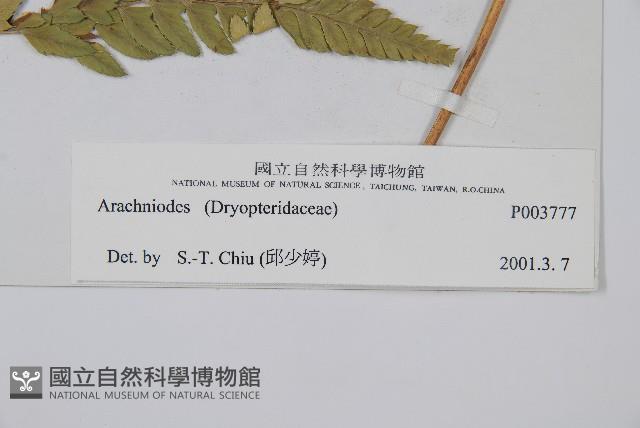 國立自然科學博物館
NATIONAL MUSEUM OF NATURAL SCIENCE, TAICHUNG, TAIWAN, R.O.CHINA
Arachniodes (Dryopteridaceae) P003777
Det. by S.-T. Chiu (邱少婷) 2001.3. 7
國立自然科學博物館
NATIONAL MUSEUM OF NATURAL SCIENCE